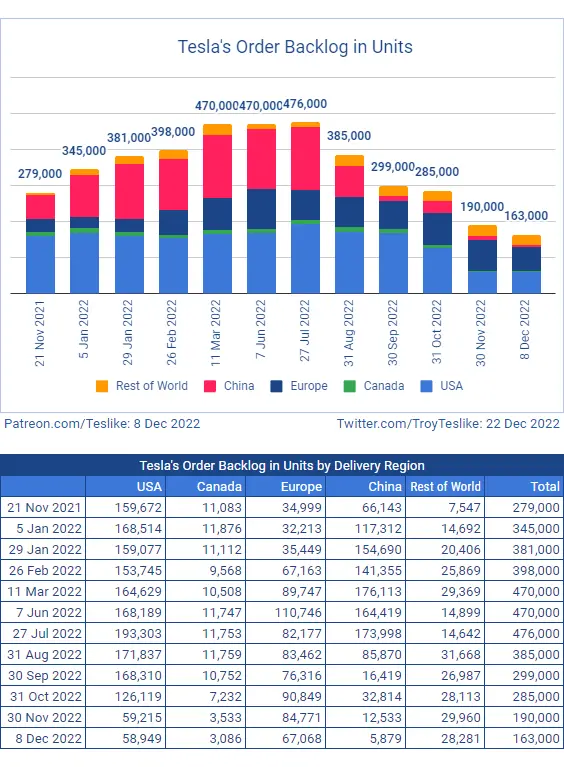 Tesla's Order Backlog in Units
279,000
345,000
381,000
398,000
470,000
470,000
476,000
385,000
299,000
285,000
190,000
163,000
21 Nov 2021
5 Jan 2022
29 Jan 2022
26 Feb 2022
11 Mar 2022
7 Jun 2022
27 Jul 2022
31 Aug 2022
30 Sep 2022
31 Oct 2022
30 Nov 2022
8 Dec 2022
Rest of World China Europe Canada USA
Patreon.com/Teslike: 8 Dec 2022 Twitter.com/TroyTeslike: 22 Dec 2022
Tesla's Order Backlog in Units by Delivery Region
USA Canada Europe China Rest of World Total
21 Nov 2021 159,672 11,083 34,999 66,143 7,547 279,000
5 Jan 2022 168,514 11,876 32,213 117,312 14,692 345,000
29 Jan 2022 159,077 11,112 35,449 154,690 20,406 381,000
26 Feb 2022 153,745 9,568 67,163 141,355 25,869 398,000
11 Mar 2022 164,629 10,508 89,747 176,113 29,369 470,000
7 Jun 2022 168,189 11,747 110,746 164,419 14,899 470,000
27 Jul 2022 193,303 11,753 82,177 173,998 14,642 476,000
31 Aug 2022 171,837 11,759 83,462 85,870 31,668 385,000
30 Sep 2022 168,310 10,752 76,316 16,419 26,987 299,000
31 Oct 2022 126,119 7,232 90,849 32,814 28,113 285,000
30 Nov 2022 59,215 3,533 84,771 12,533 29,960 190,000
8 Dec 2022 58,949 3,086 67,068 5,879 28,281 163,000